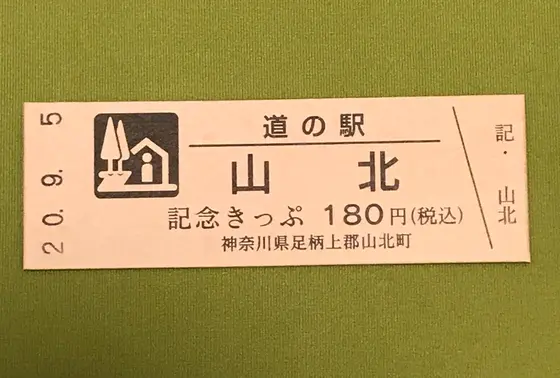 20.9.5
道の駅
山北
記念きっぷ 180円(税込)
神奈川県足柄上郡山北町
記・山北